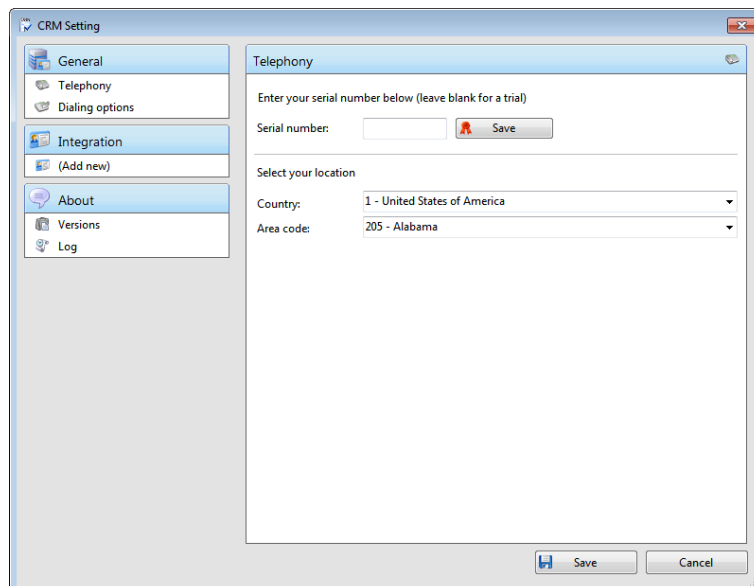 CRM Setting
General
Telephony
Dialing options
Integration
(Add new)
About
Versions
Log
Telephony
Enter your serial number below (leave blank for a trial)
Serial number:
Save
Select your location
Country:
1 - United States of America
Area code:
205 - Alabama
Save
Cancel